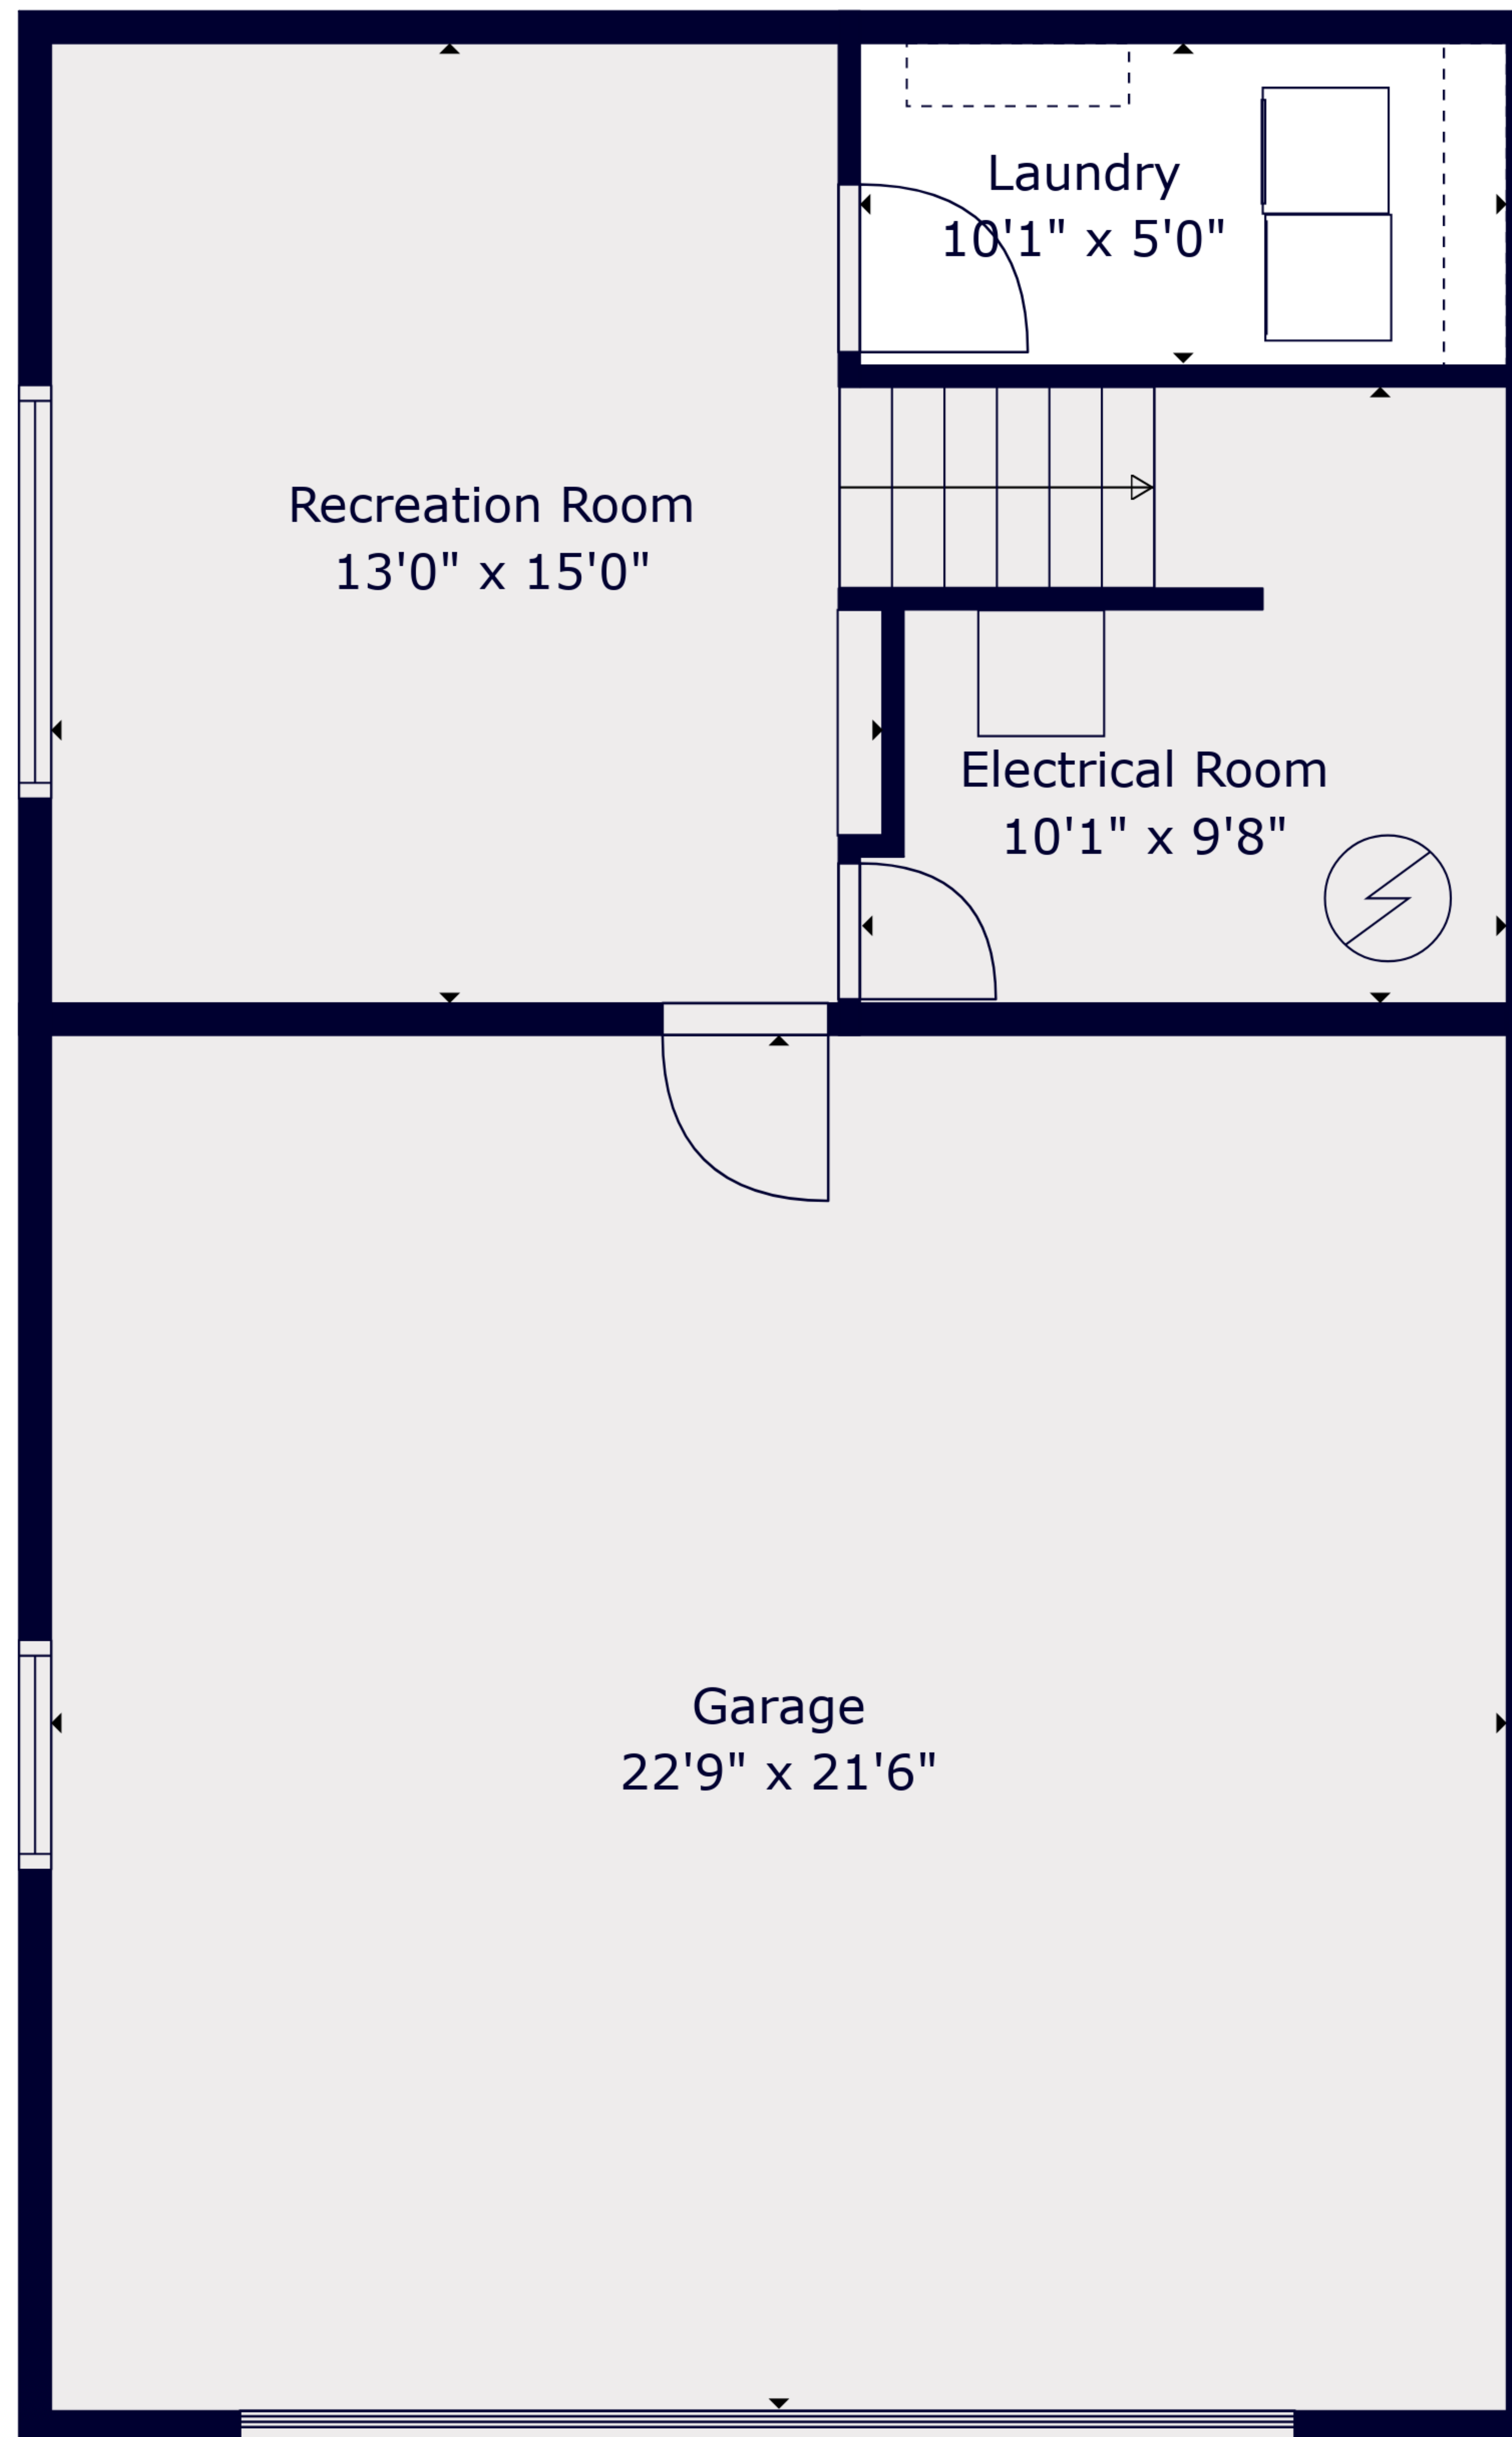 Laundry
10'1" x 5'0"
Recreation Room
13'0" x 15'0"
Electrical Room
10'1" x 9'8"
Garage
22'9" x 21'6"